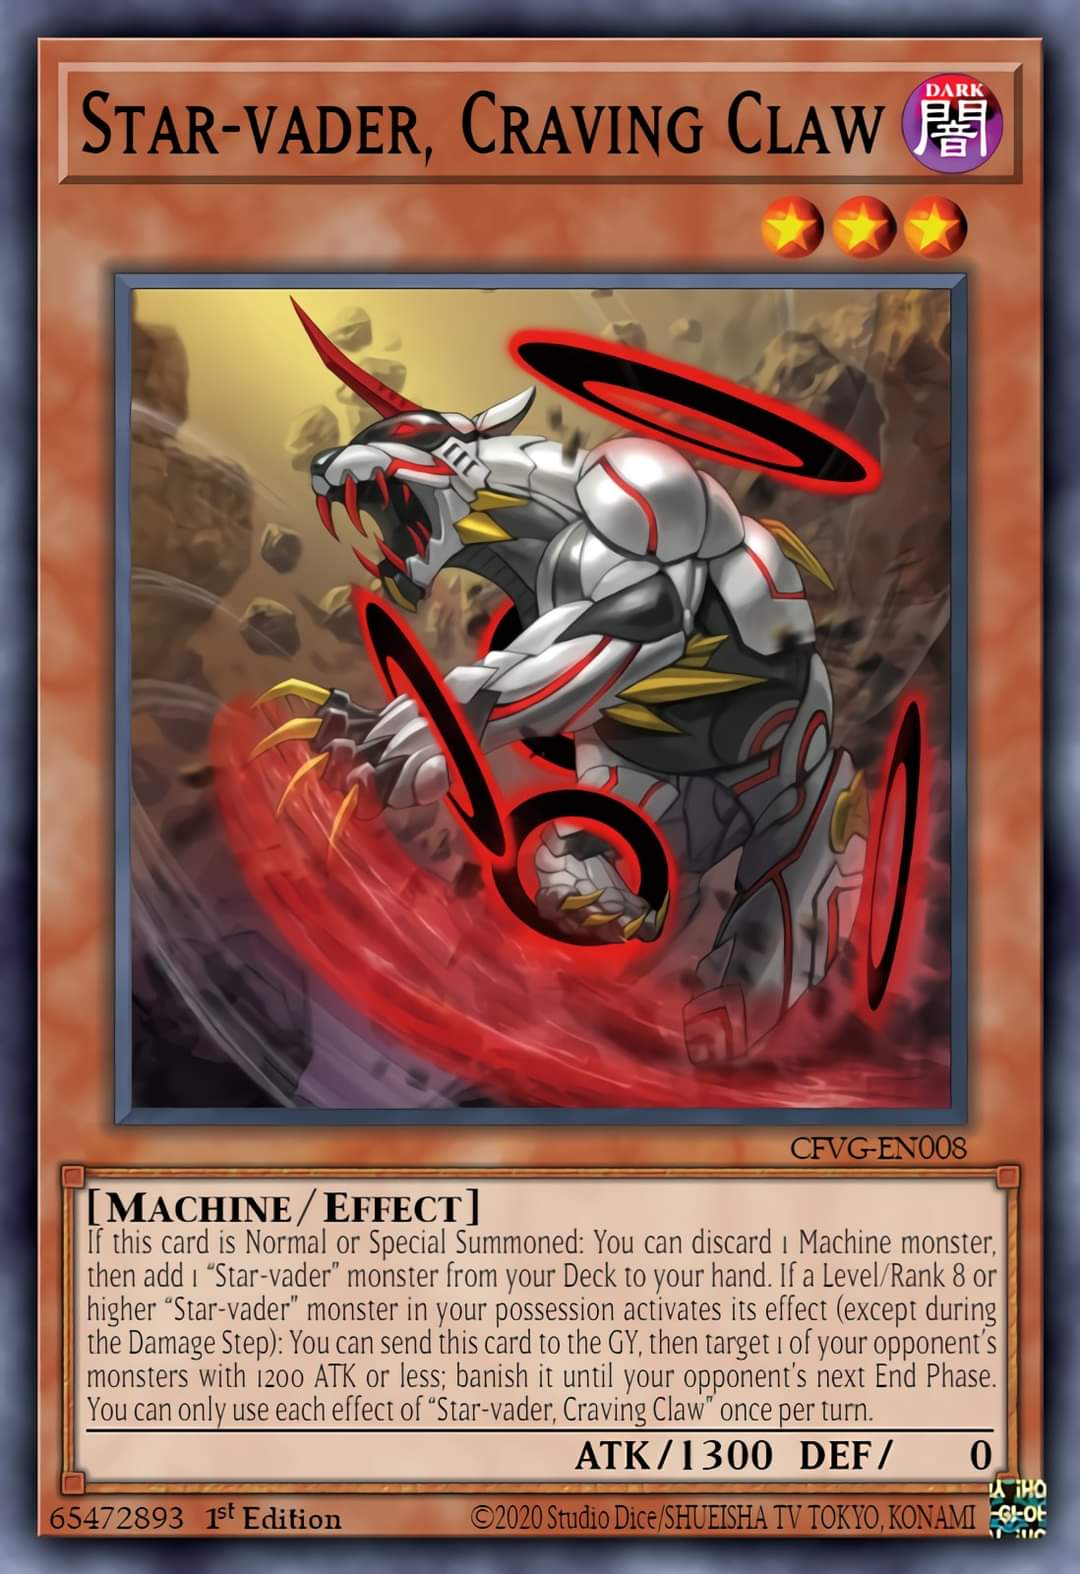 STAR-VADER, CRAVING CLAW
DARK
闇
CFVG-EN008
[MACHINE/EFFECT]
If this card is Normal or Special Summoned: You can discard 1 Machine monster,
then add 1 “Star-vader” monster from your Deck to your hand. If a Level/Rank 8 or
higher “Star-vader” monster in your possession activates its effect (except during
the Damage Step): You can send this card to the GY, then target 1 of your opponent’s
monsters with 1200 ATK or less; banish it until your opponent’s next End Phase.
You can only use each effect of “Star-vader, Craving Claw” once per turn.
ATK/1300 DEF/ 0
65472893 1st Edition ©2020 Studio Dice/SHUEISHA TV TOKYO, KONAMI